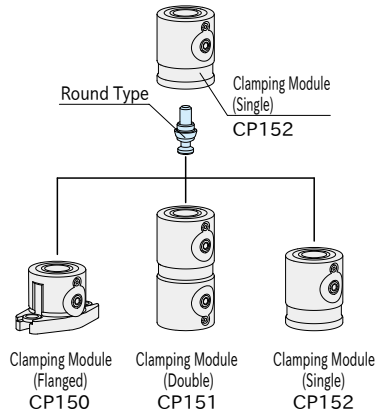 Clamping Module
(Single)
CP152
Round Type
Clamping Module
(Flanged)
CP150
Clamping Module
(Double)
CP151
Clamping Module
(Single)
CP152